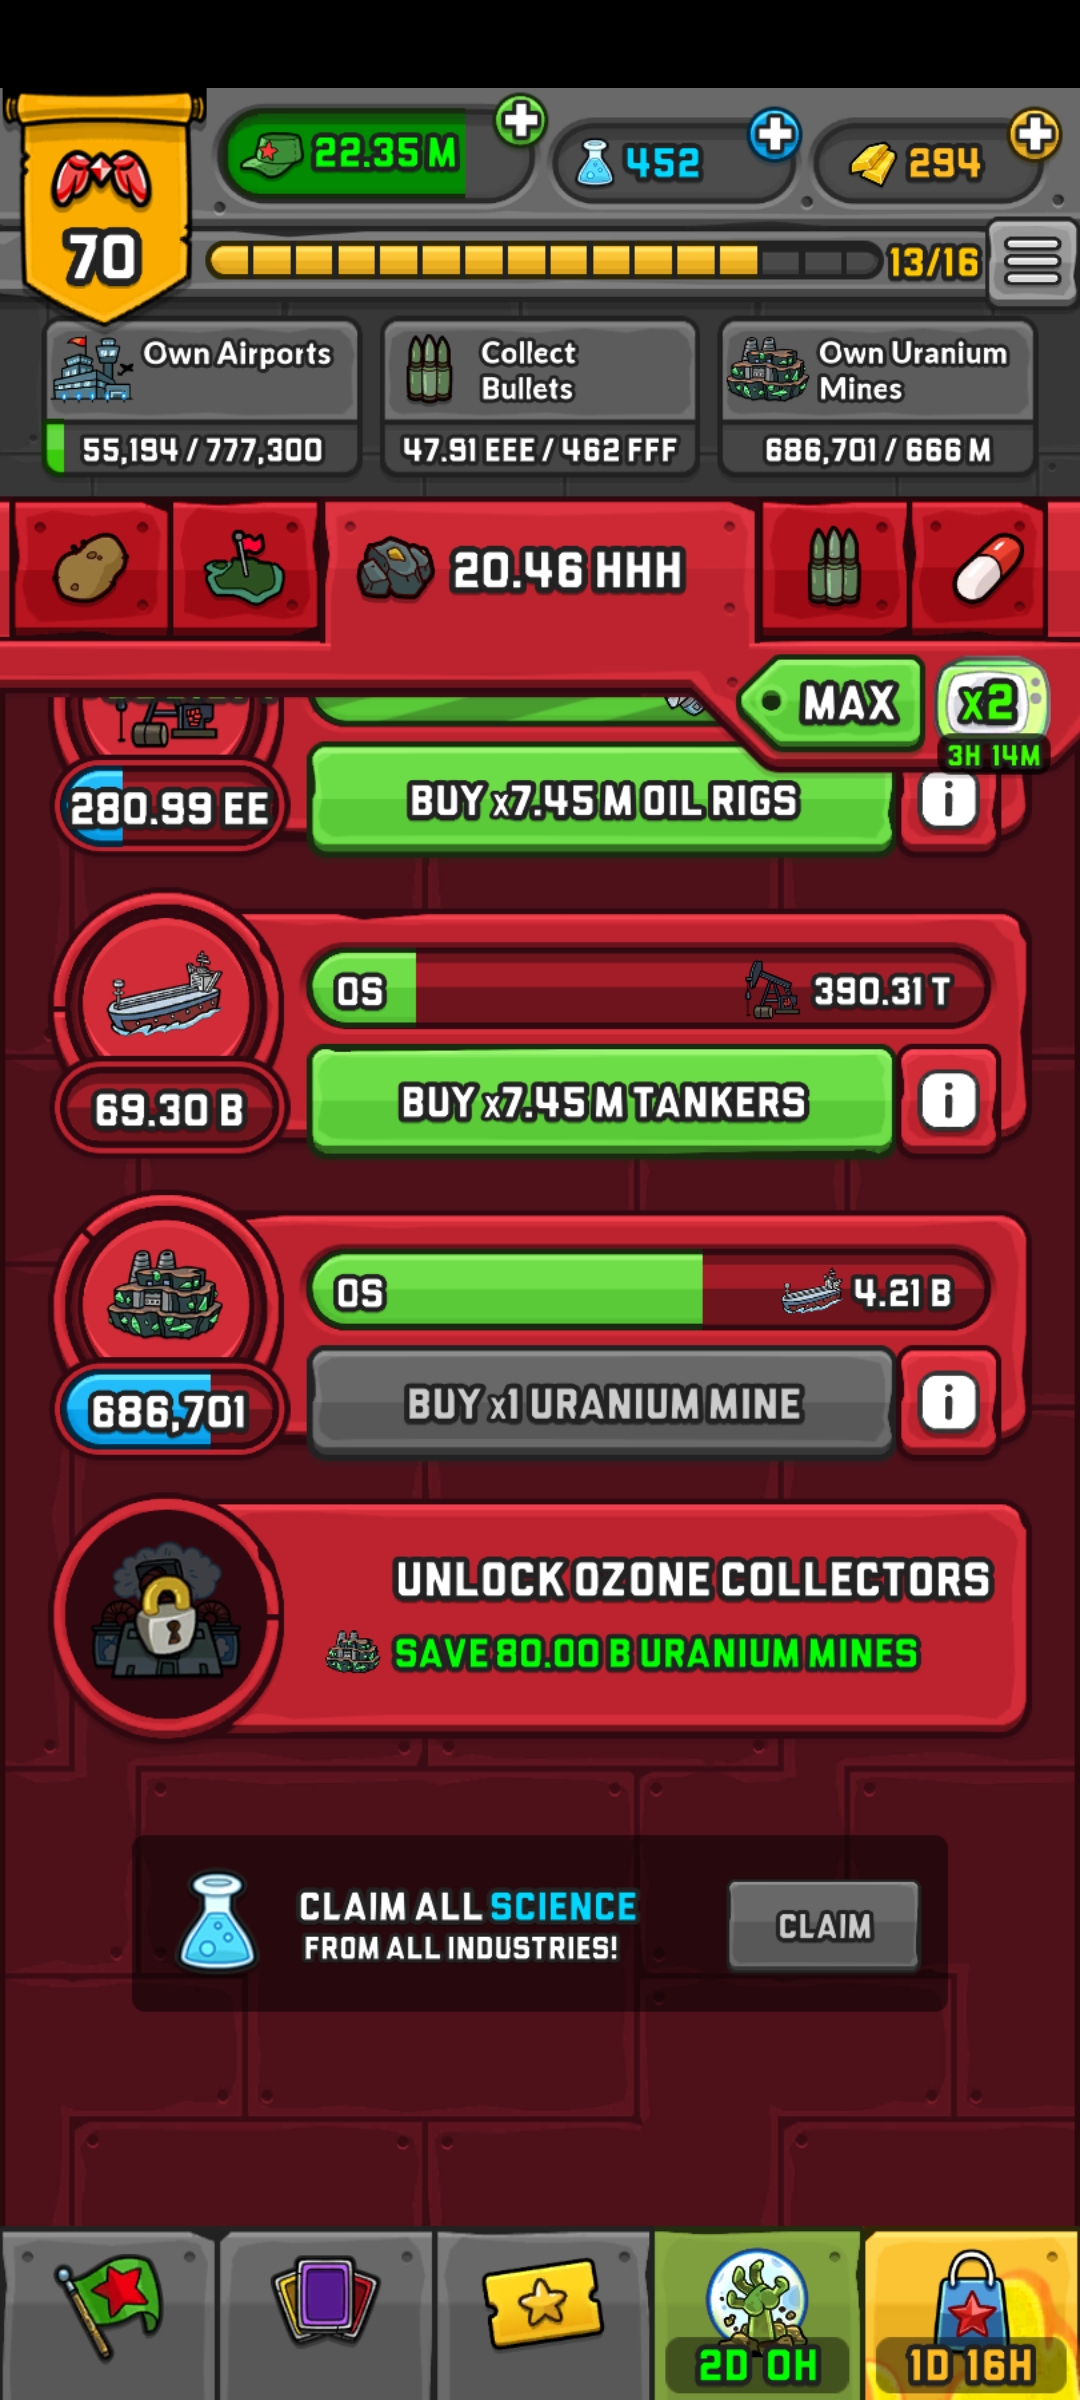 22.35 M
452
294
70
13/16
Own Airports
55,194 / 777,300
Collect
Bullets
47.91 EEE / 462 FFF
Own Uranium
Mines
686,701 / 666 M
20.46 HHH
MAX
x2
3H 14M
280.99 EE
BUY x7.45 M OIL RIGS
i
0S
390.31 T
69.30 B
BUY x7.45 M TANKERS
i
0S
4.21 B
686,701
BUY x1 URANIUM MINE
i
UNLOCK OZONE COLLECTORS
SAVE 80.00 B URANIUM MINES
CLAIM ALL SCIENCE
FROM ALL INDUSTRIES!
CLAIM
2D 0H
1D 16H